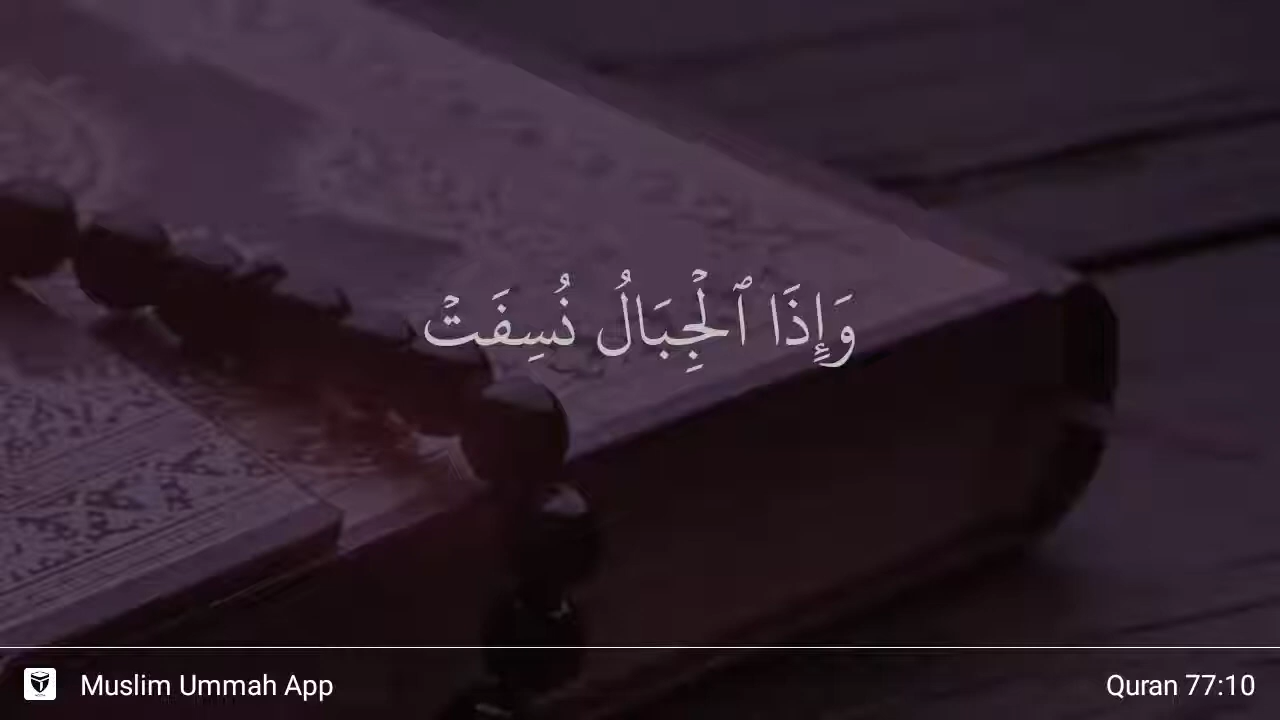 وَإِذَا ٱلْجِبَالُ نُسِفَتْ
Muslim Ummah App
Quran 77:10